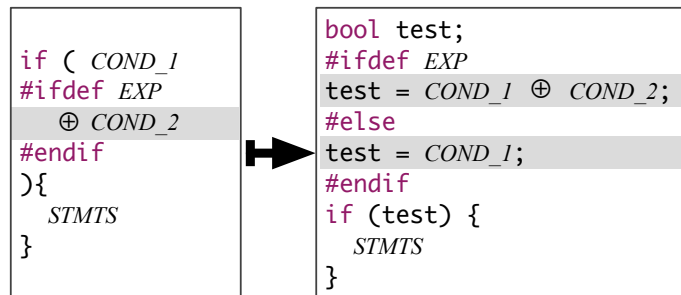 if ( COND_1
#ifdef EXP
⊕ COND_2
#endif
){
STMTS
}
bool test;
#ifdef EXP
test = COND_1 ⊕ COND_2;
#else
test = COND_1;
#endif
if (test) {
STMTS
}